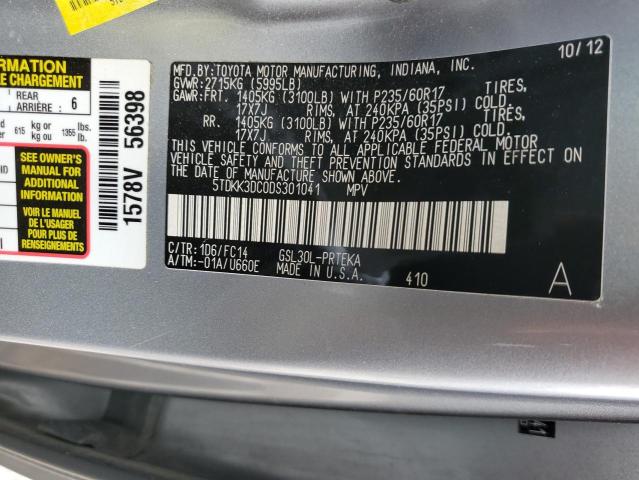 FORMATION
LE CHARGEMENT
REAR
ARRIÈRE : 6
615 kg or kg ou 1355 lbs. lb.
SEE OWNER'S
MANUAL FOR
ADDITIONAL
INFORMATION
VOIR LE MANUEL
DE L'USAGER
POUR PLUS DE
RENSEIGNEMENTS
1578V 56398
10/12
MFD. BY: TOYOTA MOTOR MANUFACTURING, INDIANA, INC.
GVWR: 2715KG (5995LB)
GAWR: FRT. 1405KG (3100LB) WITH P235/60R17 TIRES,
17X7J RIMS, AT 240KPA (35PSI) COLD.
RR. 1405KG (3100LB) WITH P235/60R17 TIRES,
17X7J RIMS, AT 240KPA (35PSI) COLD.
THIS VEHICLE CONFORMS TO ALL APPLICABLE FEDERAL MOTOR
VEHICLE SAFETY AND THEFT PREVENTION STANDARDS IN EFFECT ON
THE DATE OF MANUFACTURE SHOWN ABOVE.
5TDKK3DC0DS301041 MPV
C/TR: 1D6/FC14 GSL30L-PRTEKA
A/TM: -01A/U660E MADE IN U.S.A.
410
A